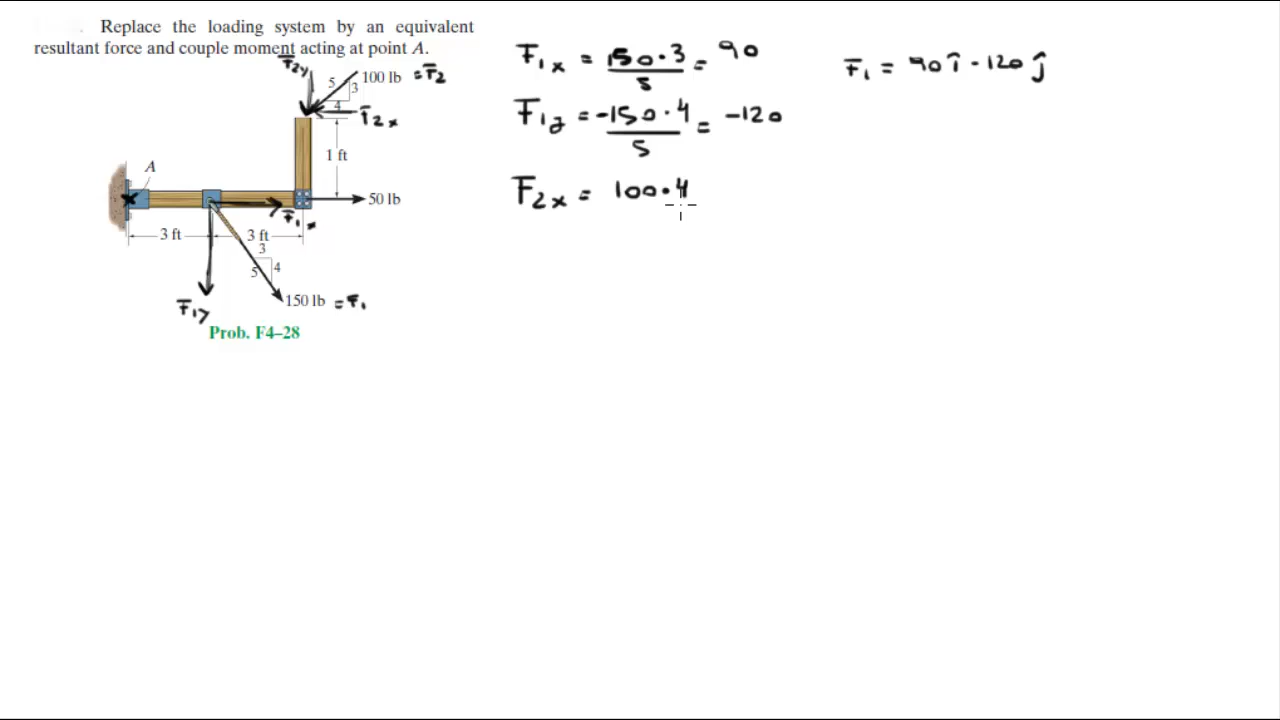 . Replace the loading system by an equivalent
resultant force and couple moment acting at point A.
F2y
5
3
4
100 lb = F2
F2x
1 ft
A
50 lb
F1x
3 ft
3 ft
3
5
4
F1y
150 lb = F1
Prob. F4–28
F1x = 150·3/5 = 90
F1y = -150·4/5 = -120
F2x = 100·4
F1 = 90î - 120ĵ